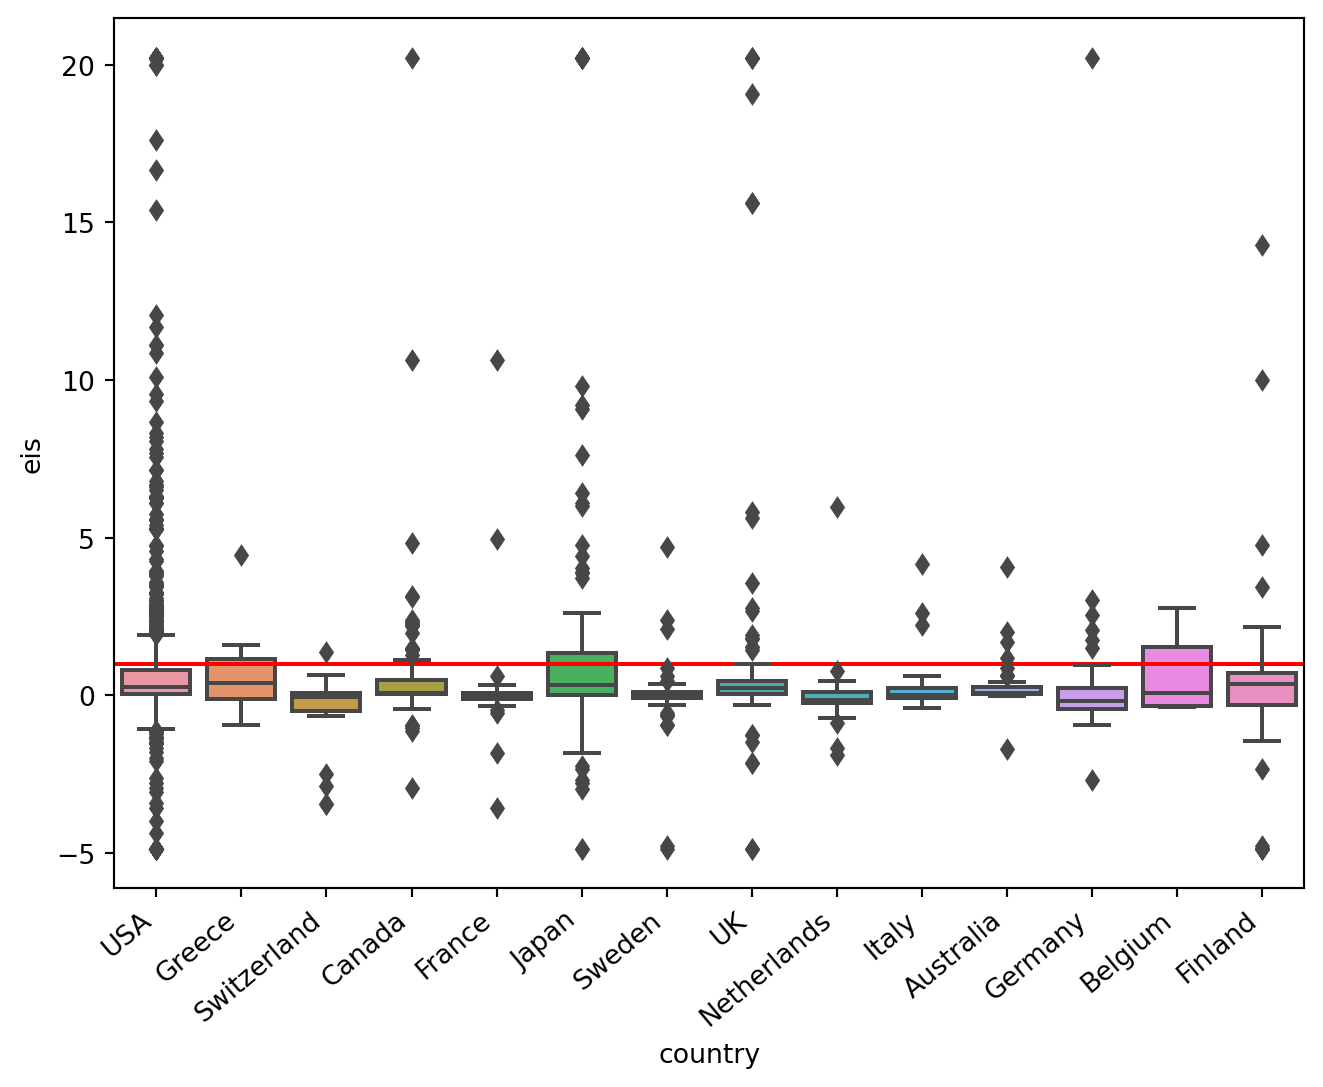 20
15
10
5
0
−5
eis
USA
Greece
Switzerland
Canada
France
Japan
Sweden
UK
Netherlands
Italy
Australia
Germany
Belgium
Finland
country